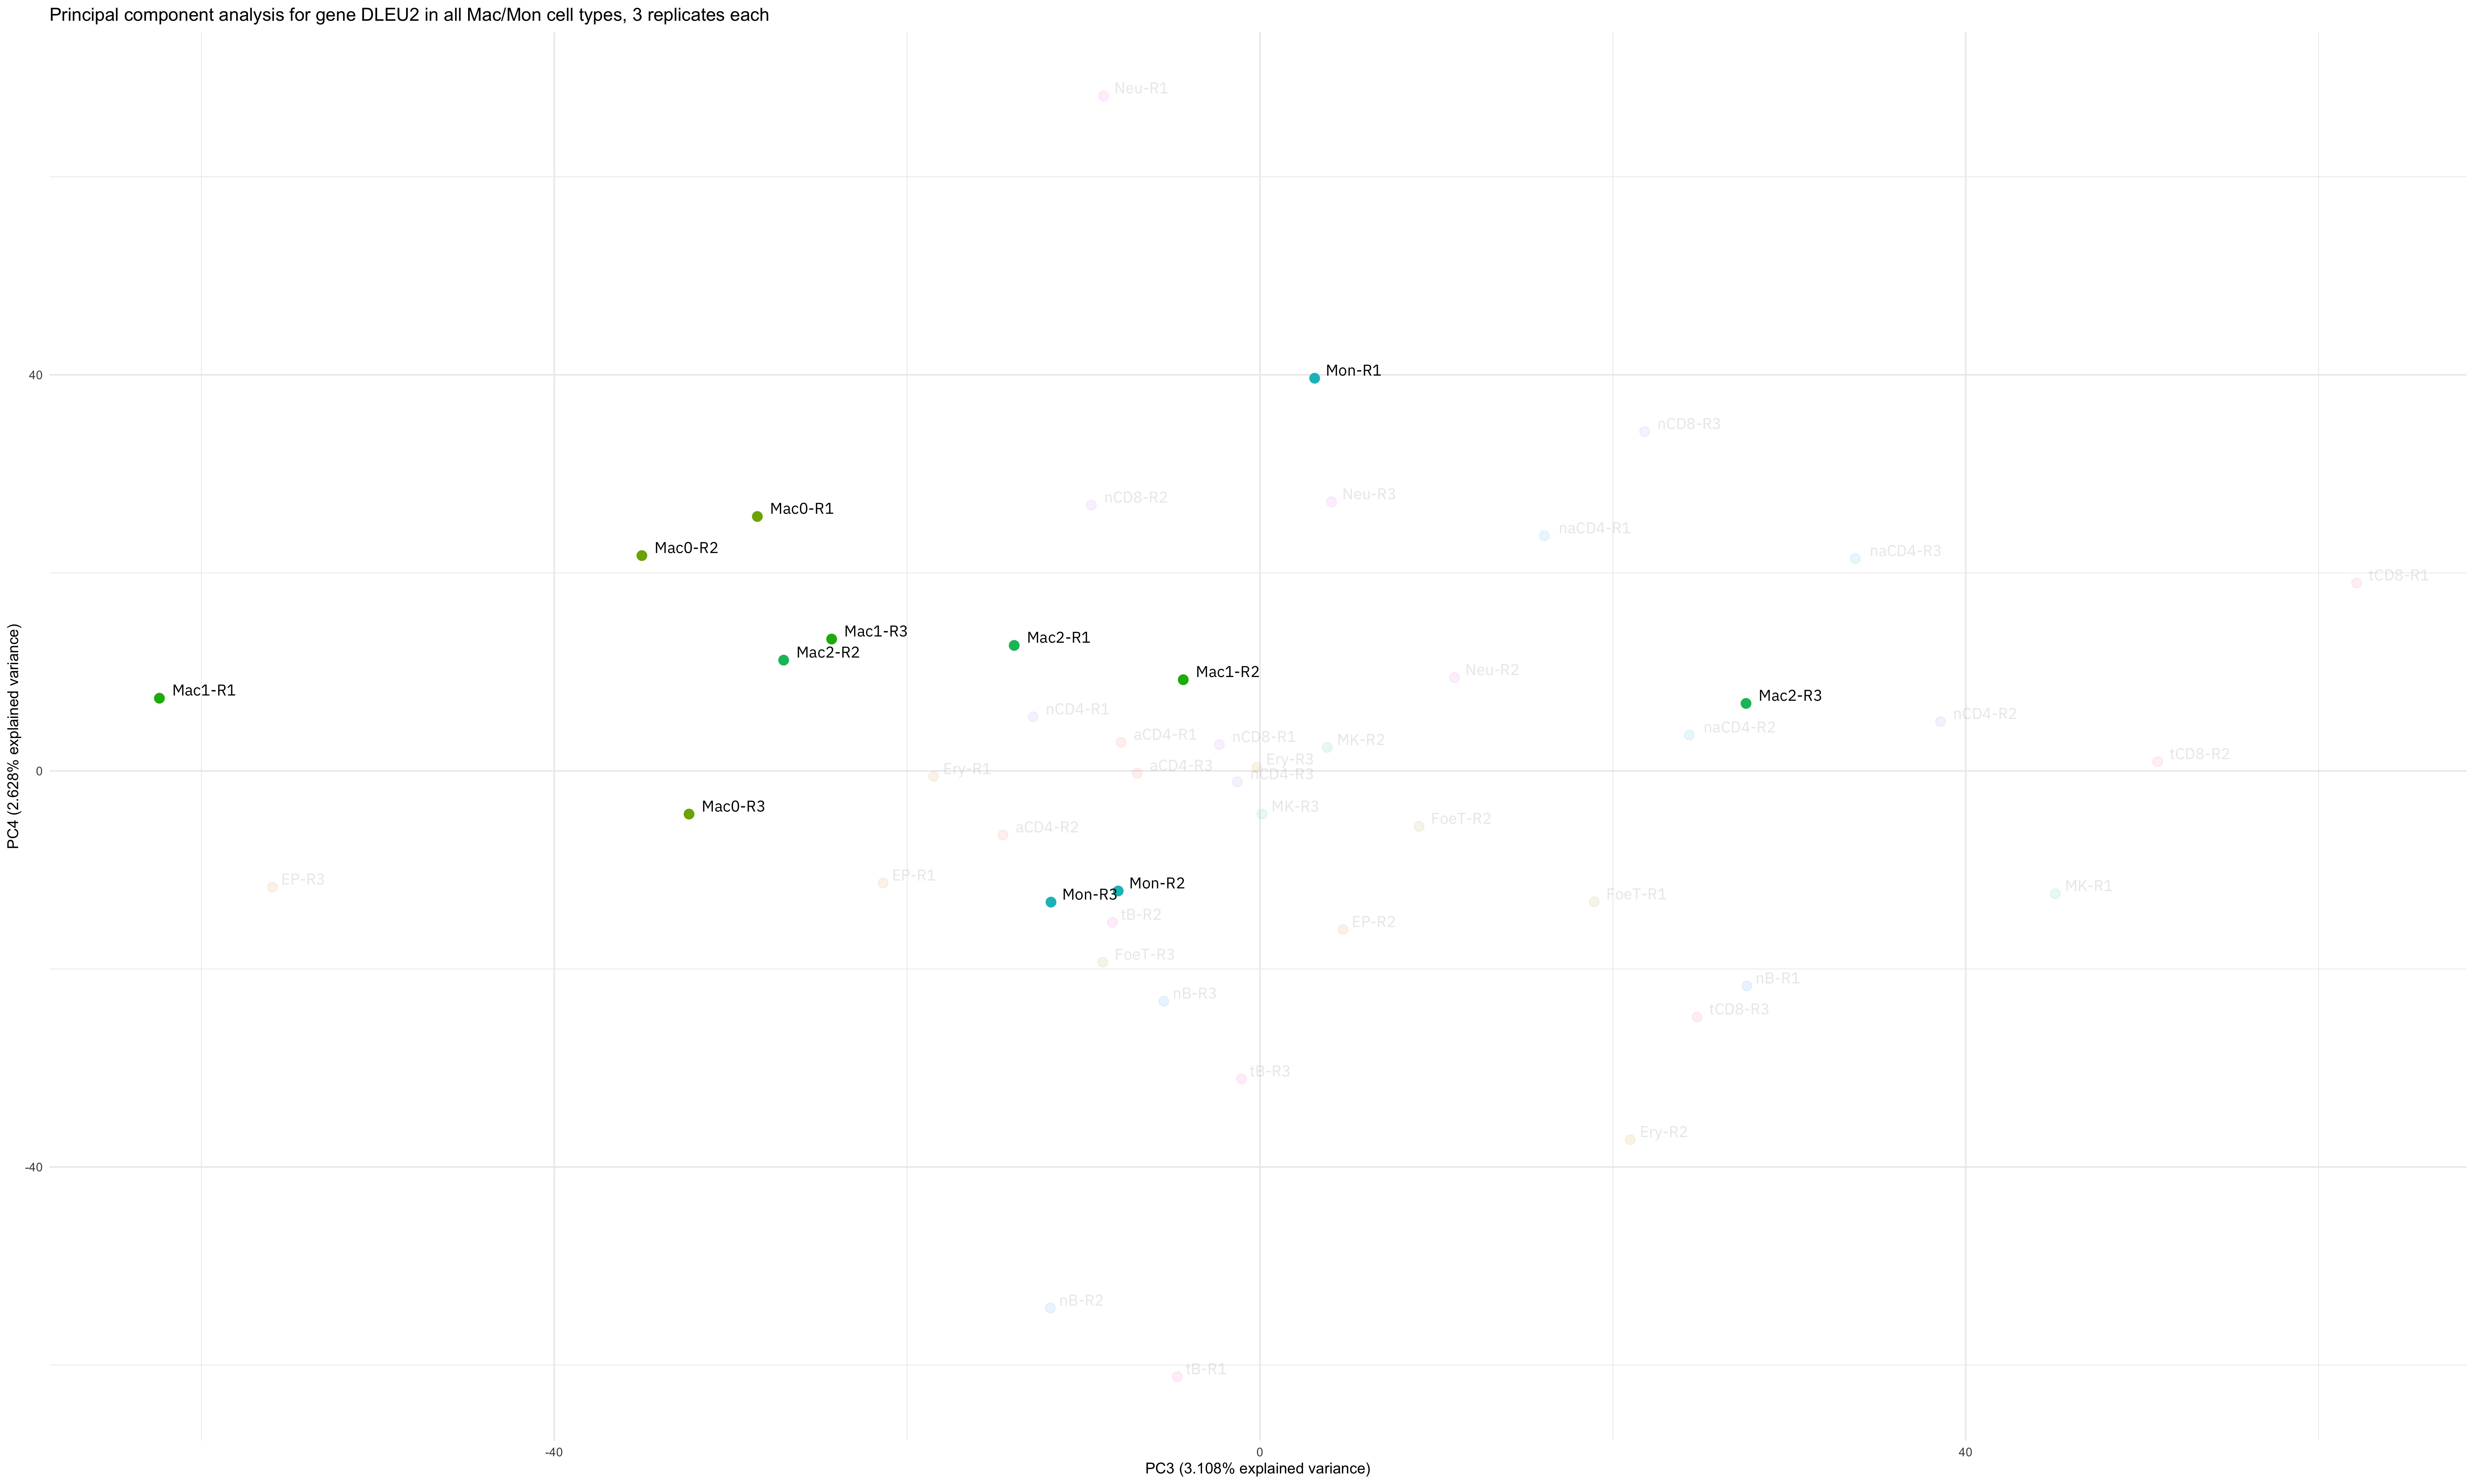 Principal component analysis for gene DLEU2 in all Mac/Mon cell types, 3 replicates each
Neu-R1
40
Mon-R1
nCD8-R3
nCD8-R2
Neu-R3
Mac0-R1
naCD4-R1
Mac0-R2
naCD4-R3
tCD8-R1
Mac1-R3
Mac2-R1
Mac2-R2
Mac1-R2
Neu-R2
Mac1-R1
Mac2-R3
nCD4-R1
nCD4-R2
naCD4-R2
aCD4-R1
nCD8-R1
MK-R2
tCD8-R2
Ery-R3
aCD4-R3
0
Ery-R1
nCD4-R3
Mac0-R3
MK-R3
FoeT-R2
aCD4-R2
EP-R3
EP-R1
Mon-R2
MK-R1
Mon-R3
FoeT-R1
tB-R2
EP-R2
FoeT-R3
nB-R3
nB-R1
tCD8-R3
tB-R3
Ery-R2
-40
nB-R2
tB-R1
PC4 (2.628% explained variance)
-40
0
40
PC3 (3.108% explained variance)